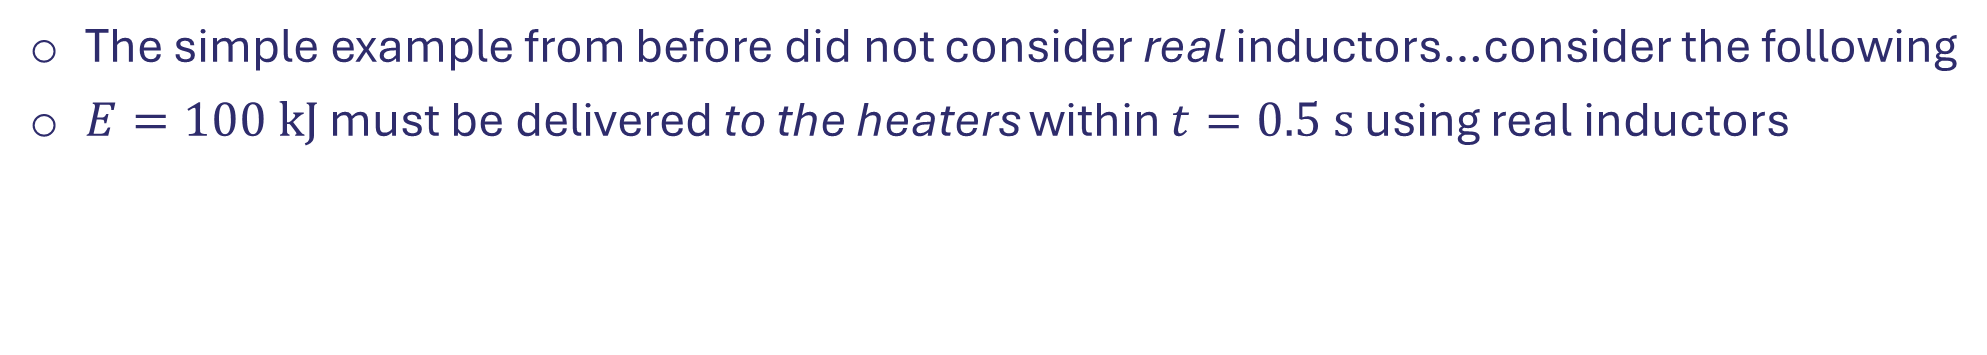 ○ The simple example from before did not consider real inductors...consider the following
○ E = 100 kJ must be delivered to the heaters within t = 0.5 s using real inductors